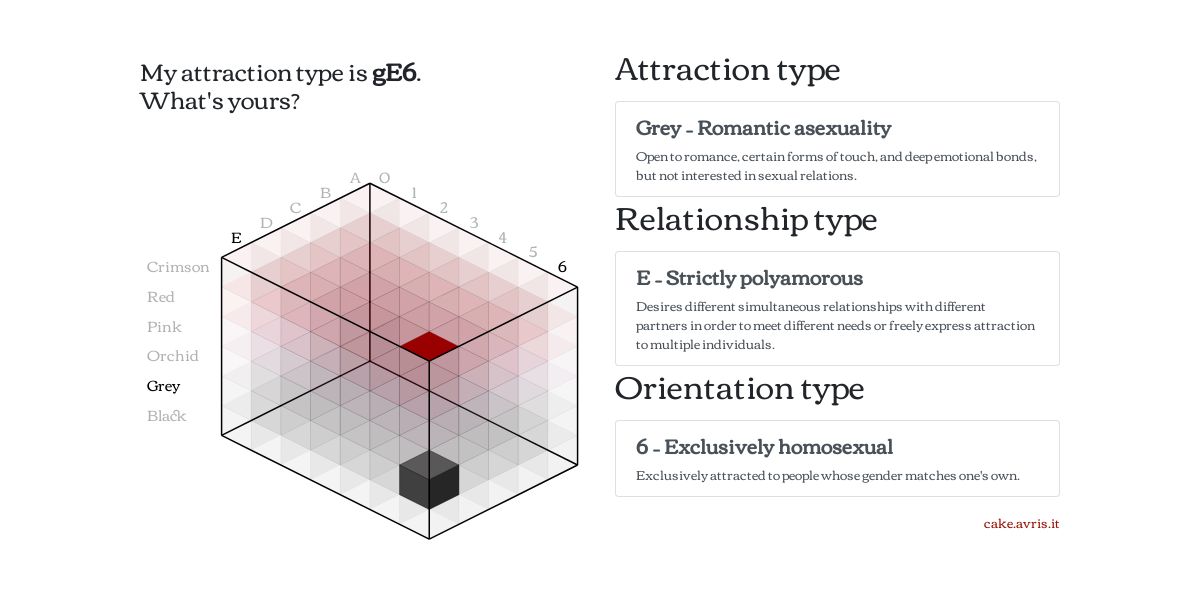 My attraction type is gE6.
What's yours?
A
0
B
1
C
2
D
3
E
4
5
6
Crimson
Red
Pink
Orchid
Grey
Black
Attraction type
Grey – Romantic asexuality
Open to romance, certain forms of touch, and deep emotional bonds,
but not interested in sexual relations.
Relationship type
E – Strictly polyamorous
Desires different simultaneous relationships with different
partners in order to meet different needs or freely express attraction
to multiple individuals.
Orientation type
6 – Exclusively homosexual
Exclusively attracted to people whose gender matches one's own.
cake.avris.it